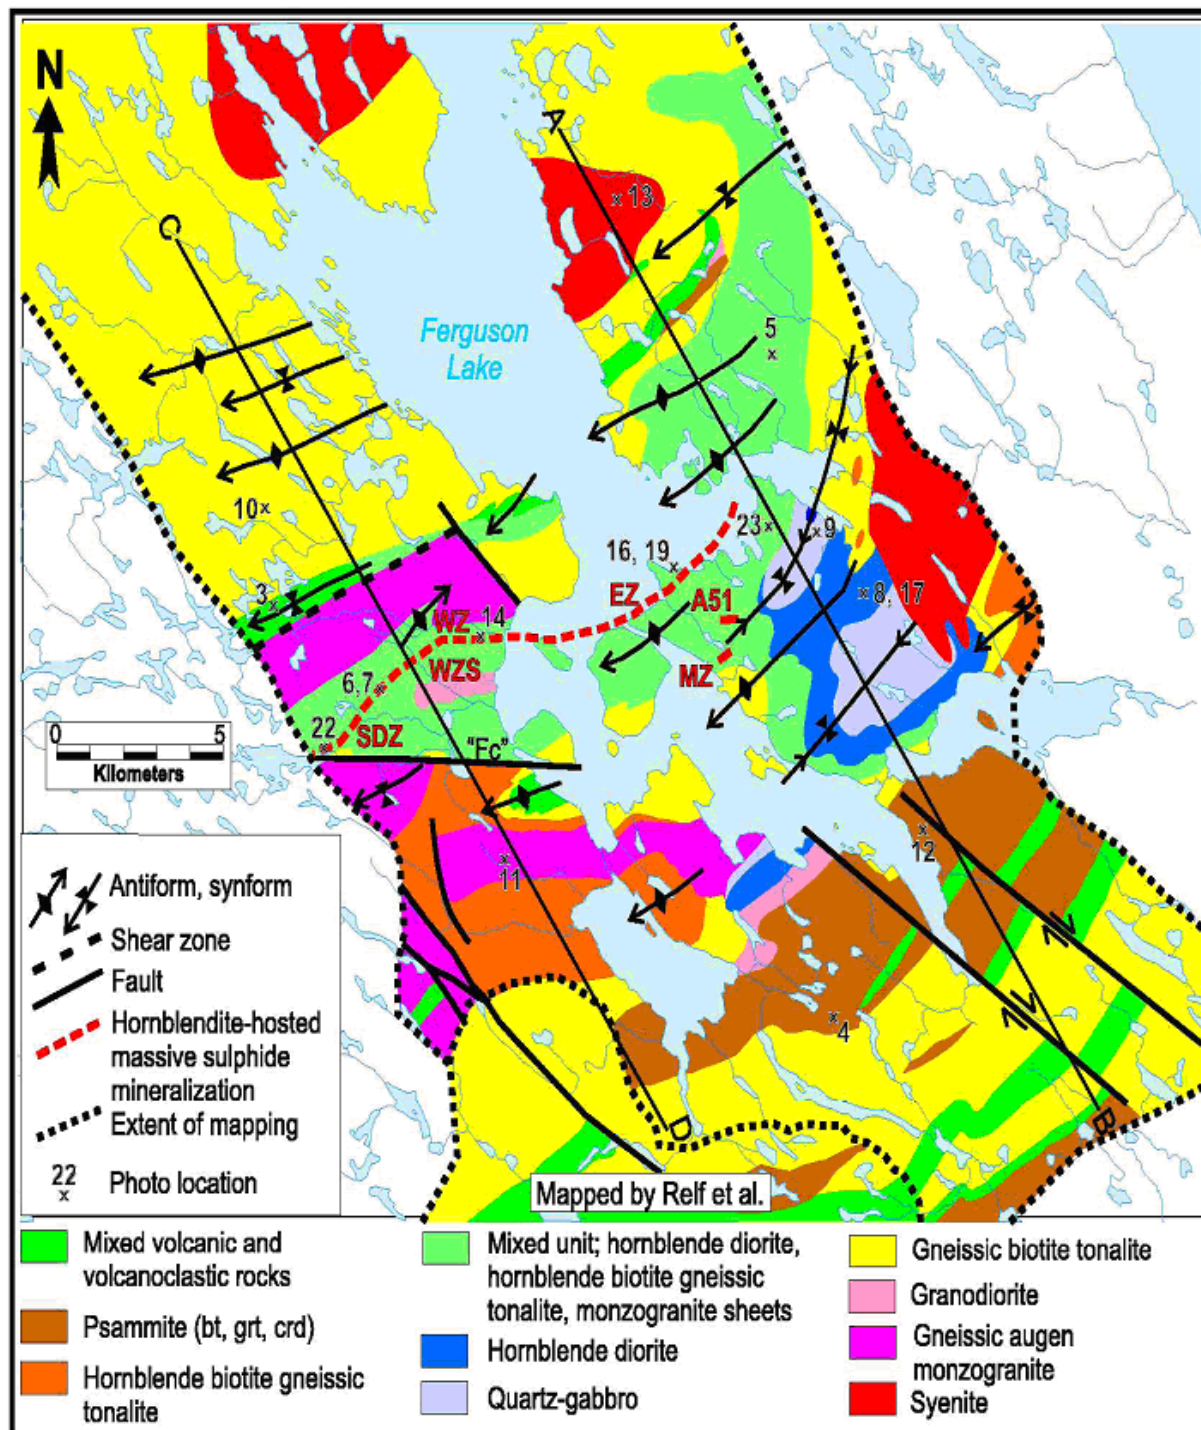 N
A
13
C
Ferguson
Lake
5
10
23
9
16, 19
3
EZ
A51
8, 17
WZ
14
WZS
MZ
6,7
22
SDZ
0
5
Kilometers
"Fc"
12
11
4
B
D
Antiform, synform
Shear zone
Fault
Hornblendite-hosted
massive sulphide
mineralization
Extent of mapping
22
Photo location
Mapped by Relf et al.
Mixed volcanic and
volcanoclastic rocks
Psammite (bt, grt, crd)
Hornblende biotite gneissic
tonalite
Mixed unit; hornblende diorite,
hornblende biotite gneissic
tonalite, monzogranite sheets
Hornblende diorite
Quartz-gabbro
Gneissic biotite tonalite
Granodiorite
Gneissic augen
monzogranite
Syenite